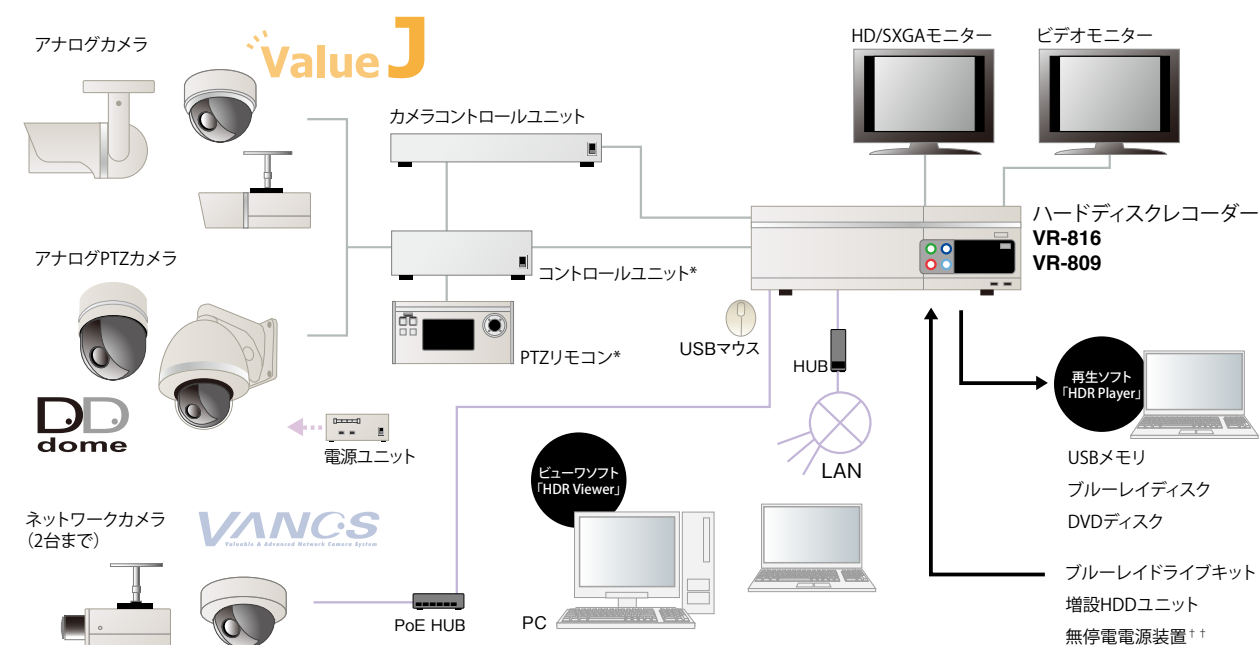 アナログカメラ
Value J
カメラコントロールユニット
HD/SXGAモニター
ビデオモニター
ハードディスクレコーダー
VR-816
VR-809
アナログPTZカメラ
コントロールユニット*
PTZリモコン*
USBマウス
HUB
LAN
DD
dome
電源ユニット
再生ソフト
「HDR Player」
USBメモリ
ブルーレイディスク
DVDディスク
ビューワソフト
「HDR Viewer」
ネットワークカメラ
(2台まで)
VANCS
Valuable & Advanced Network Camera System
PoE HUB
PC
ブルーレイドライブキット
増設HDDユニット
無停電電源装置††